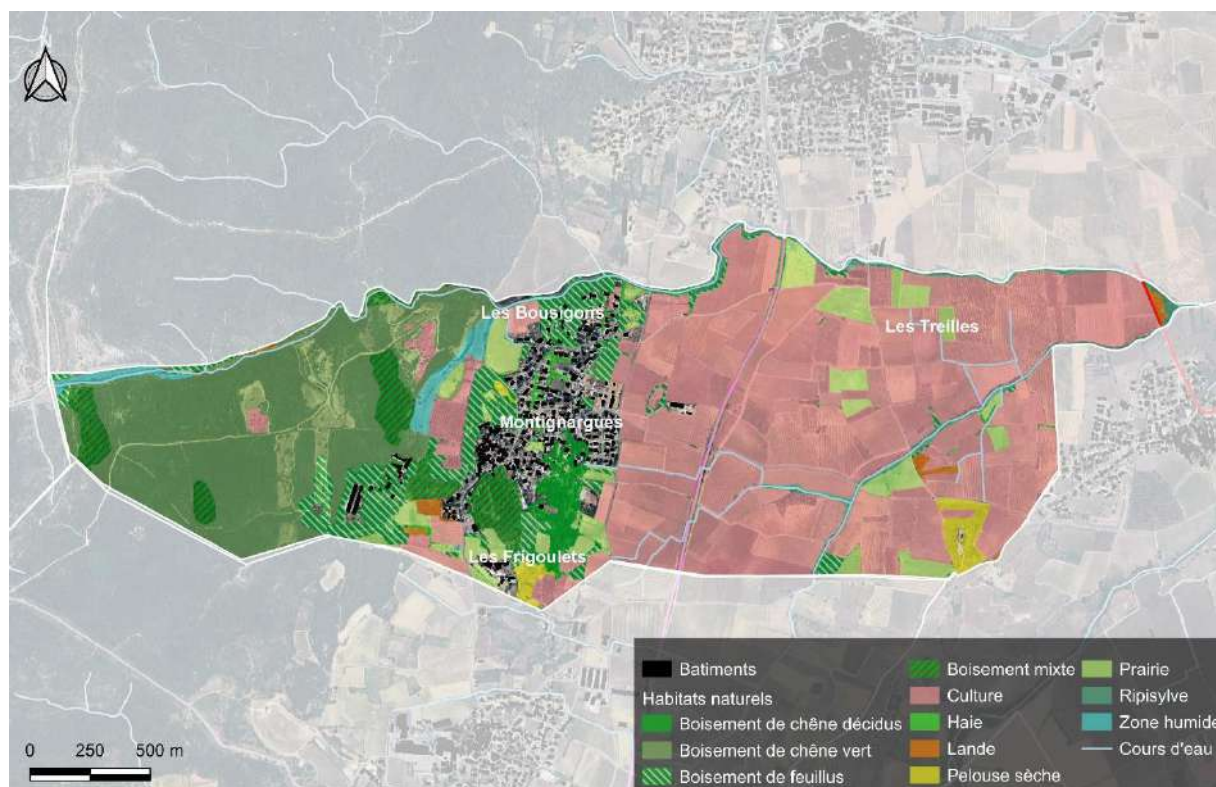 Les Bousigons
Les Treilles
Montignargues
Les Frigoulets
0 250 500 m
Batiments
Habitats naturels
Boisement de chêne décidus
Boisement de chêne vert
Boisement de feuillus
Boisement mixte
Culture
Haie
Lande
Pelouse sèche
Prairie
Ripisylve
Zone humide
Cours d'eau